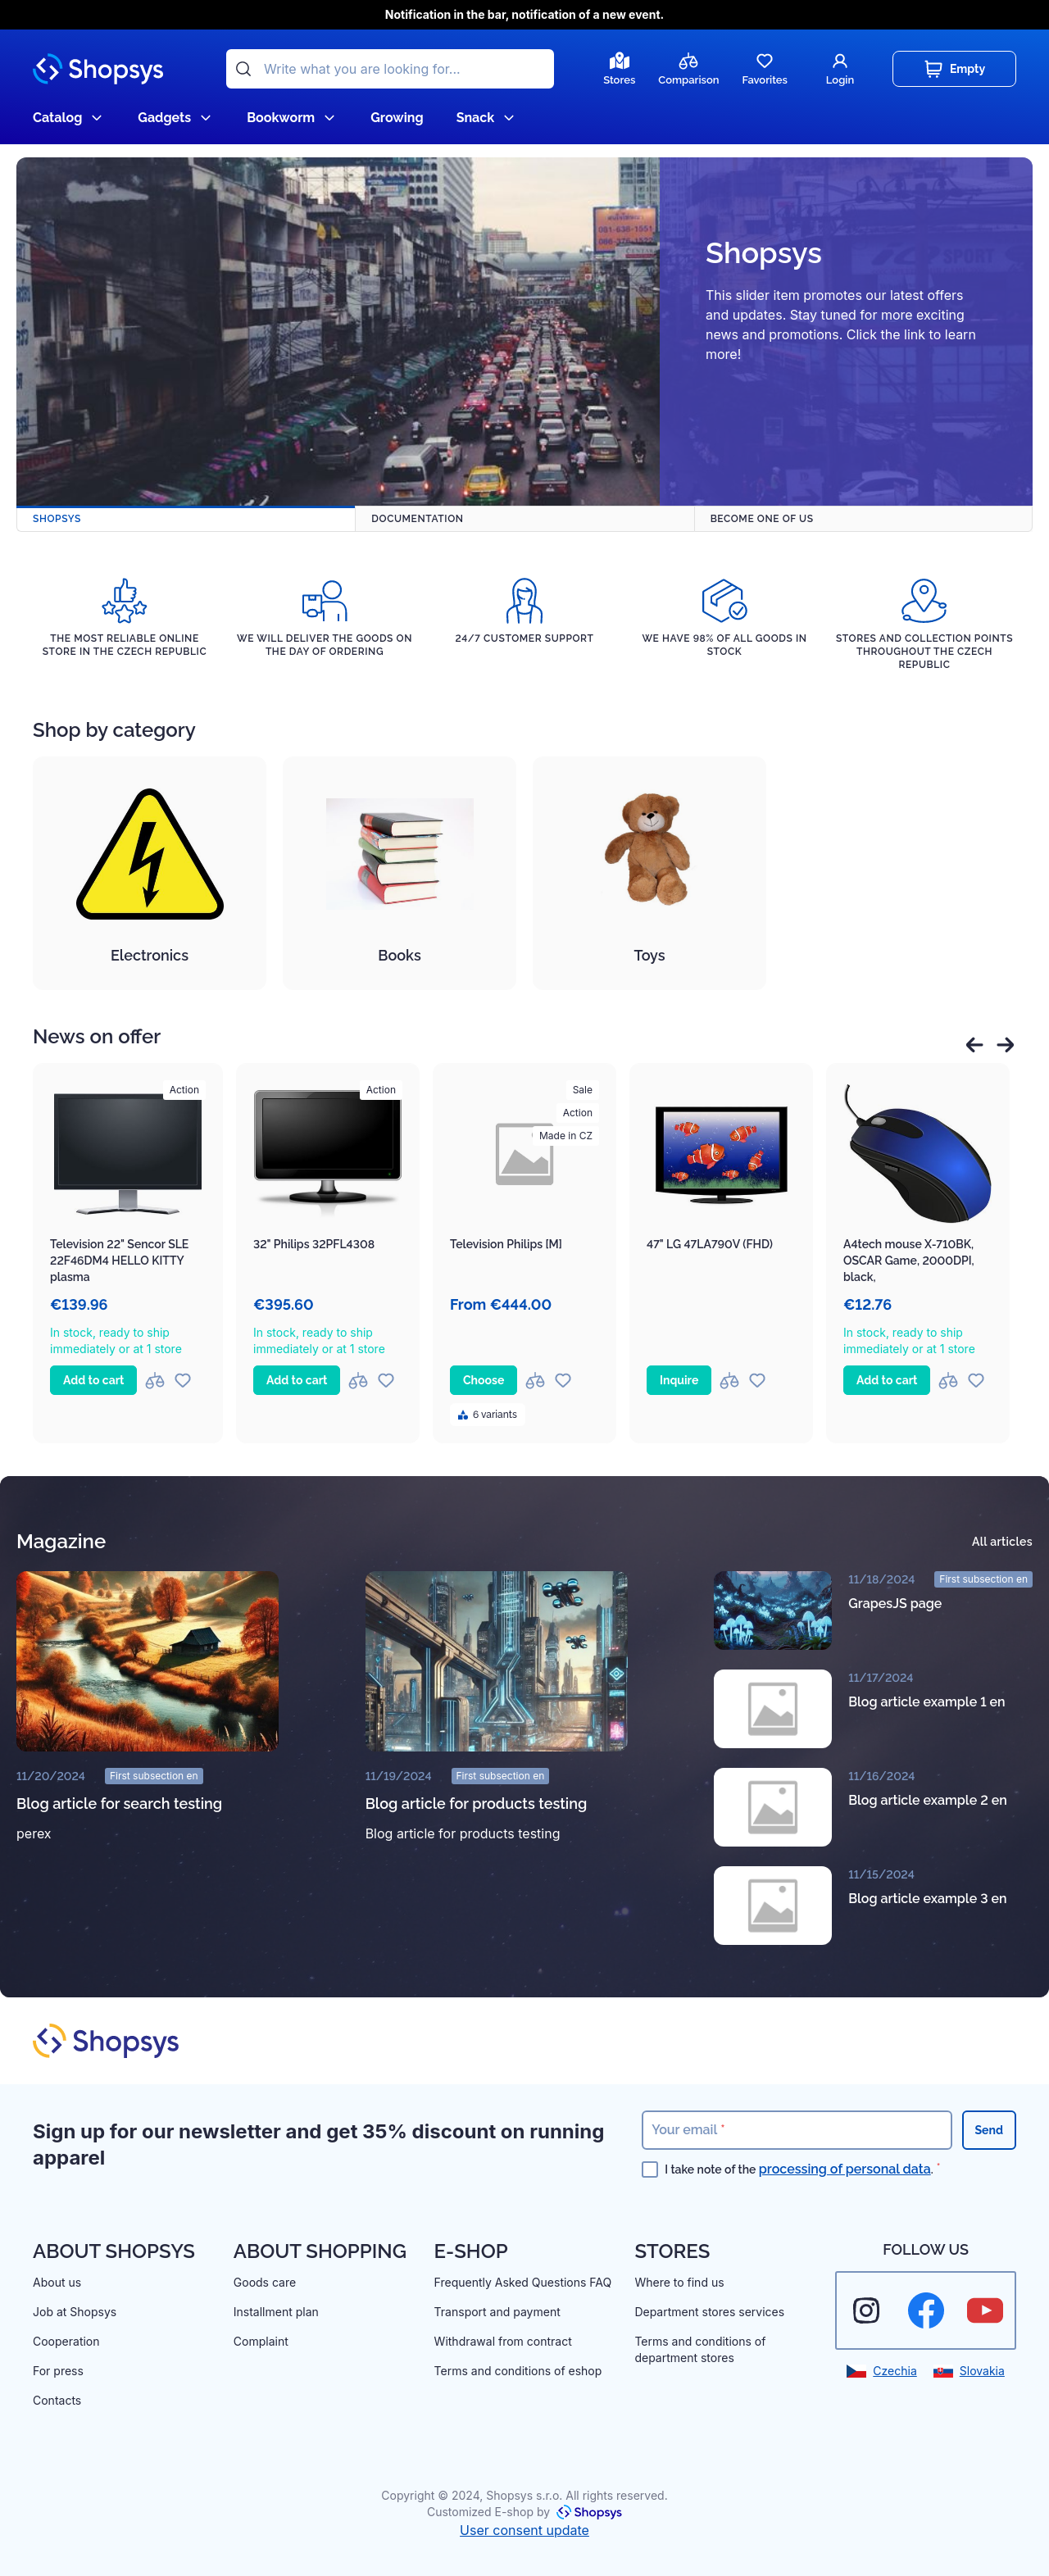 Notification in the bar, notification of a new event.
Shopsys
Write what you are looking for...
Stores
Comparison
Favorites
Login
Empty
Catalog
Gadgets
Bookworm
Growing
Snack
Shopsys
This slider item promotes our latest offers
and updates. Stay tuned for more exciting
news and promotions. Click the link to learn
more!
SHOPSYS
DOCUMENTATION
BECOME ONE OF US
THE MOST RELIABLE ONLINE
STORE IN THE CZECH REPUBLIC
WE WILL DELIVER THE GOODS ON
THE DAY OF ORDERING
24/7 CUSTOMER SUPPORT
WE HAVE 98% OF ALL GOODS IN
STOCK
STORES AND COLLECTION POINTS
THROUGHOUT THE CZECH
REPUBLIC
Shop by category
Electronics
Books
Toys
News on offer
Action
Television 22" Sencor SLE
22F46DM4 HELLO KITTY
plasma
€139.96
In stock, ready to ship
immediately or at 1 store
Add to cart
Action
32" Philips 32PFL4308
€395.60
In stock, ready to ship
immediately or at 1 store
Add to cart
Sale
Action
Made in CZ
Television Philips [M]
From €444.00
Choose
6 variants
47" LG 47LA790V (FHD)
Inquire
A4tech mouse X-710BK,
OSCAR Game, 2000DPI,
black,
€12.76
In stock, ready to ship
immediately or at 1 store
Add to cart
Magazine
All articles
11/20/2024
First subsection en
Blog article for search testing
perex
11/19/2024
First subsection en
Blog article for products testing
Blog article for products testing
11/18/2024
First subsection en
GrapesJS page
11/17/2024
Blog article example 1 en
11/16/2024
Blog article example 2 en
11/15/2024
Blog article example 3 en
Shopsys
Sign up for our newsletter and get 35% discount on running
apparel
Your email *
Send
I take note of the processing of personal data. *
ABOUT SHOPSYS
About us
Job at Shopsys
Cooperation
For press
Contacts
ABOUT SHOPPING
Goods care
Installment plan
Complaint
E-SHOP
Frequently Asked Questions FAQ
Transport and payment
Withdrawal from contract
Terms and conditions of eshop
STORES
Where to find us
Department stores services
Terms and conditions of
department stores
FOLLOW US
Czechia
Slovakia
Copyright © 2024, Shopsys s.r.o. All rights reserved.
Customized E-shop by Shopsys
User consent update